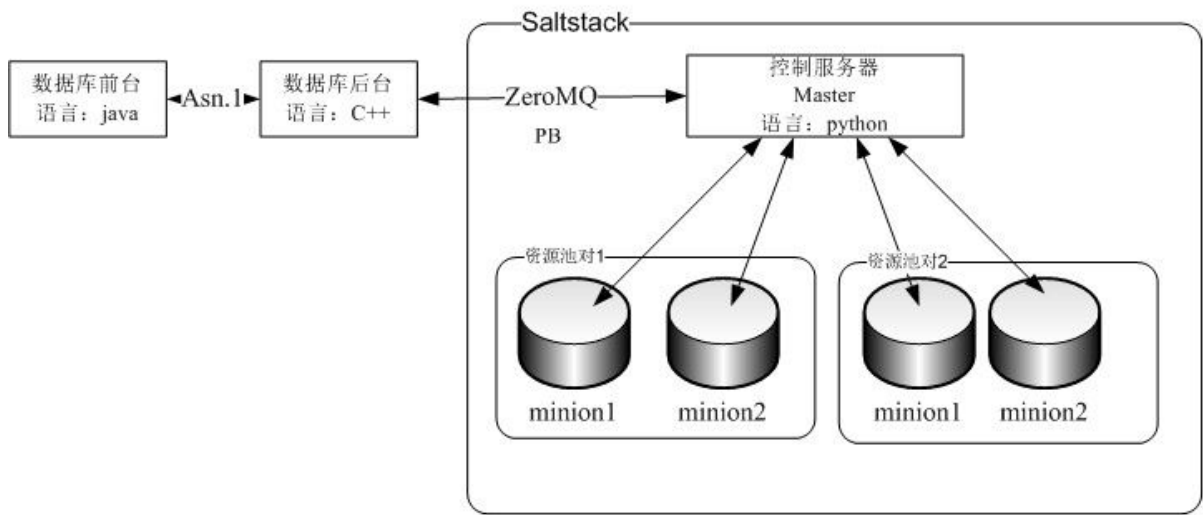 Saltstack
数据库前台
语言：java
Asn.1
数据库后台
语言：C++
ZeroMQ
PB
控制服务器
Master
语言：python
资源池对1
minion1
minion2
资源池对2
minion1
minion2